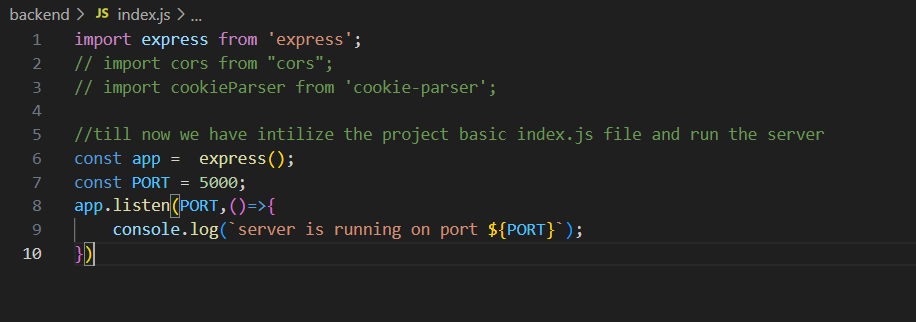 backend > JS index.js > ...
1 import express from 'express';
2 // import cors from "cors";
3 // import cookieParser from 'cookie-parser';
4
5 //till now we have intilize the project basic index.js file and run the server
6 const app =  express();
7 const PORT = 5000;
8 app.listen(PORT,()=>{
9     console.log(`server is running on port ${PORT}`);
10 })